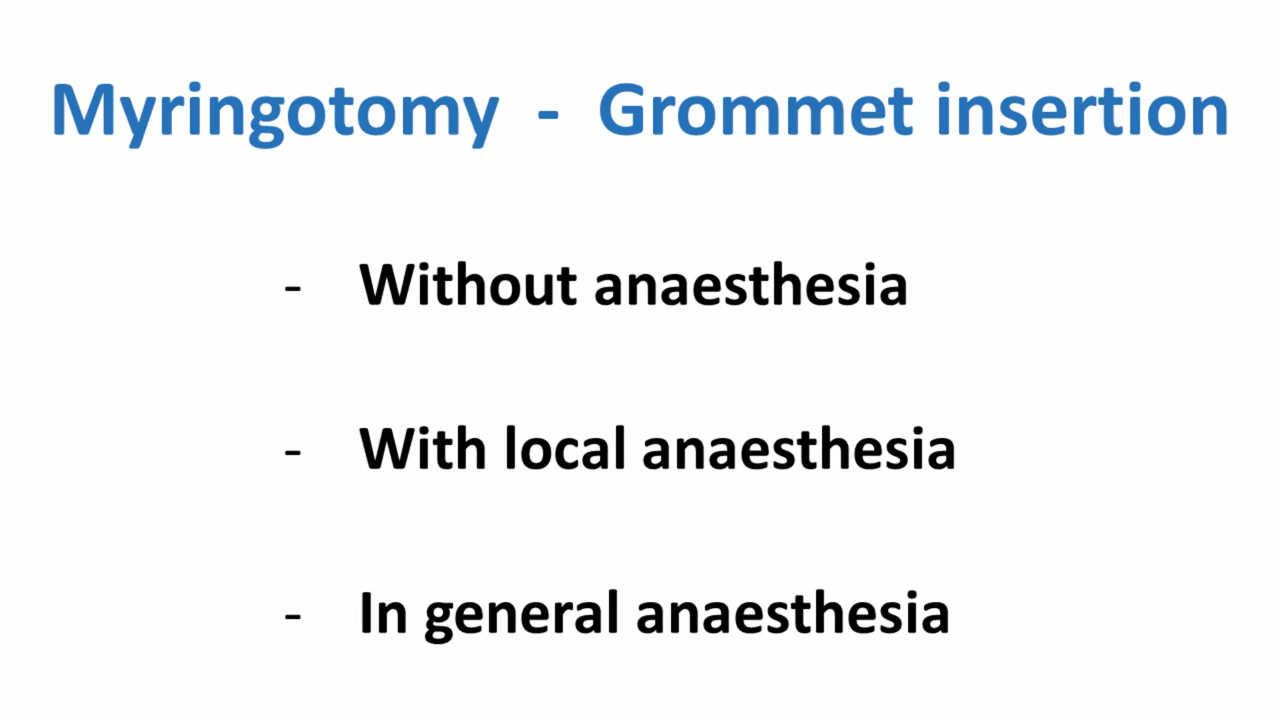 Myringotomy - Grommet insertion
- Without anaesthesia
- With local anaesthesia
- In general anaesthesia